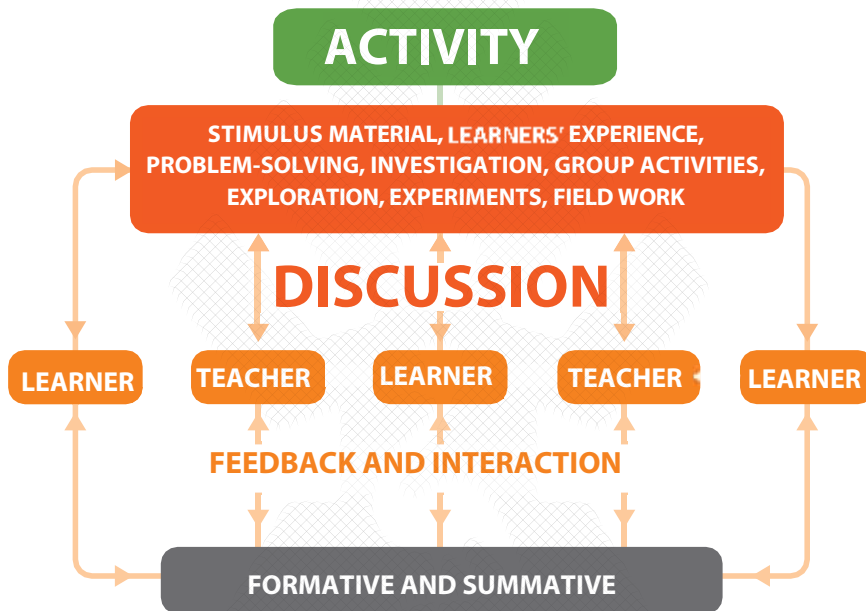 ACTIVITY
STIMULUS MATERIAL, LEARNERS' EXPERIENCE,
PROBLEM-SOLVING, INVESTIGATION, GROUP ACTIVITIES,
EXPLORATION, EXPERIMENTS, FIELD WORK
DISCUSSION
LEARNER
TEACHER
LEARNER
TEACHER
LEARNER
FEEDBACK AND INTERACTION
FORMATIVE AND SUMMATIVE